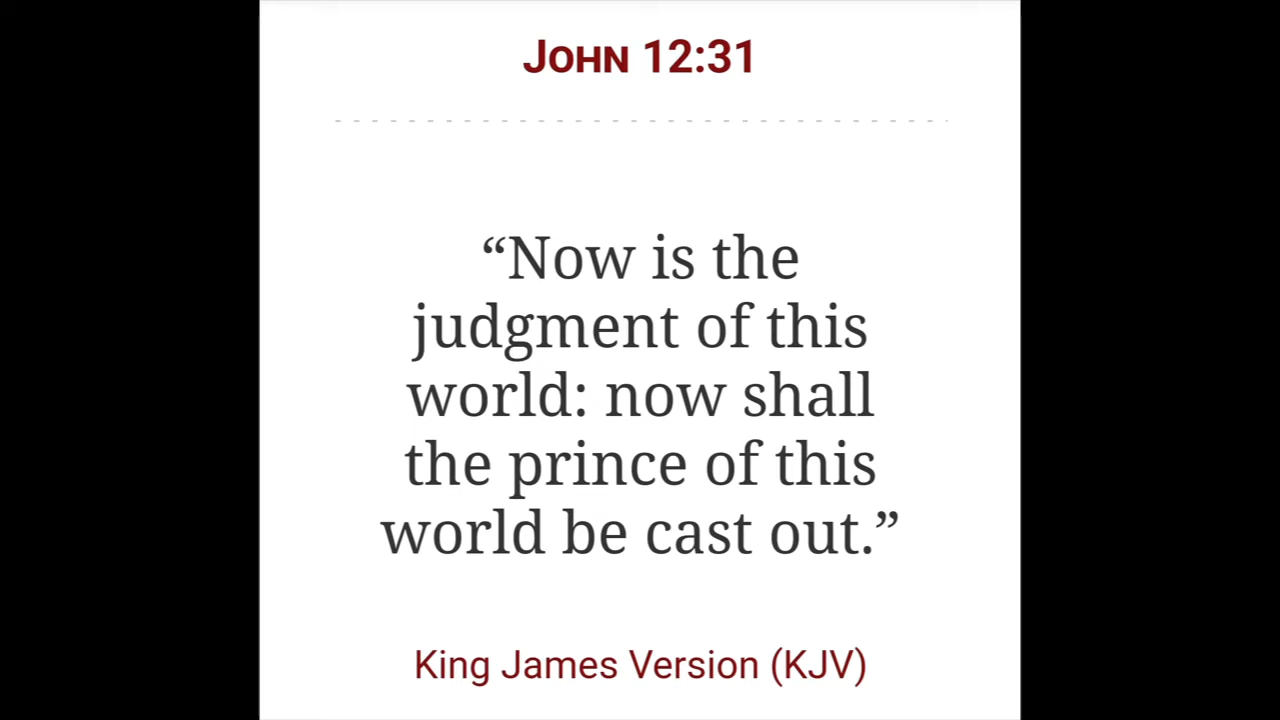 John 12:31
“Now is the
judgment of this
world: now shall
the prince of this
world be cast out.”
King James Version (KJV)